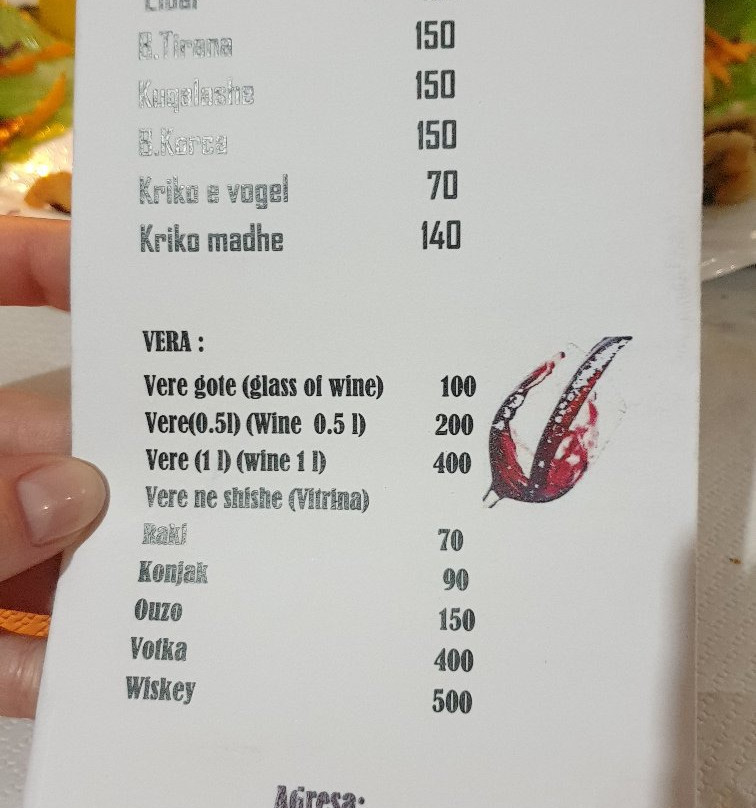 B.Tirana 150
Kuqalashe 150
B.Korca 150
Kriko e vogel 70
Kriko madhe 140
VERA :
Vere gote (glass of wine) 100
Vere(0.5l) (Wine 0.5 l) 200
Vere (1 l) (wine 1 l) 400
Vere ne shishe (Vitrina)
Raki 70
Konjak 90
Ouzo 150
Votka 400
Wiskey 500
Adresa: